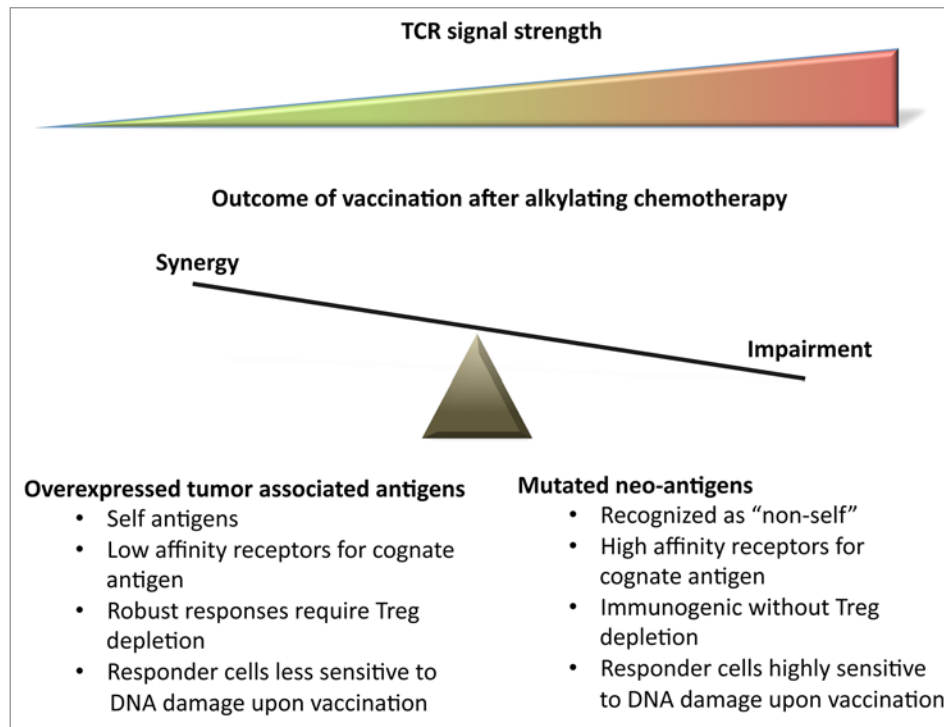 TCR signal strength
Outcome of vaccination after alkylating chemotherapy
Synergy
Impairment
Overexpressed tumor associated antigens
• Self antigens
• Low affinity receptors for cognate
antigen
• Robust responses require Treg
depletion
• Responder cells less sensitive to
DNA damage upon vaccination
Mutated neo-antigens
• Recognized as “non-self”
• High affinity receptors for
cognate antigen
• Immunogenic without Treg
depletion
• Responder cells highly sensitive
to DNA damage upon vaccination